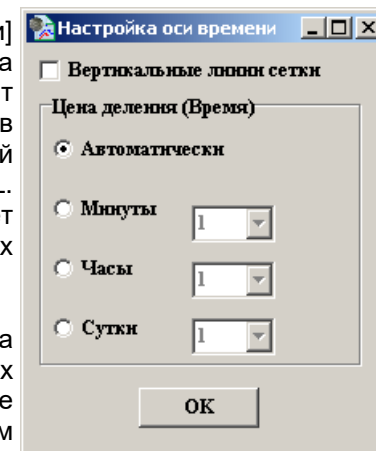 Настройка оси времени
Вертикальные линии сетки
Цена деления (Время)
Автоматически
Минуты 1
Часы 1
Сутки 1
OK